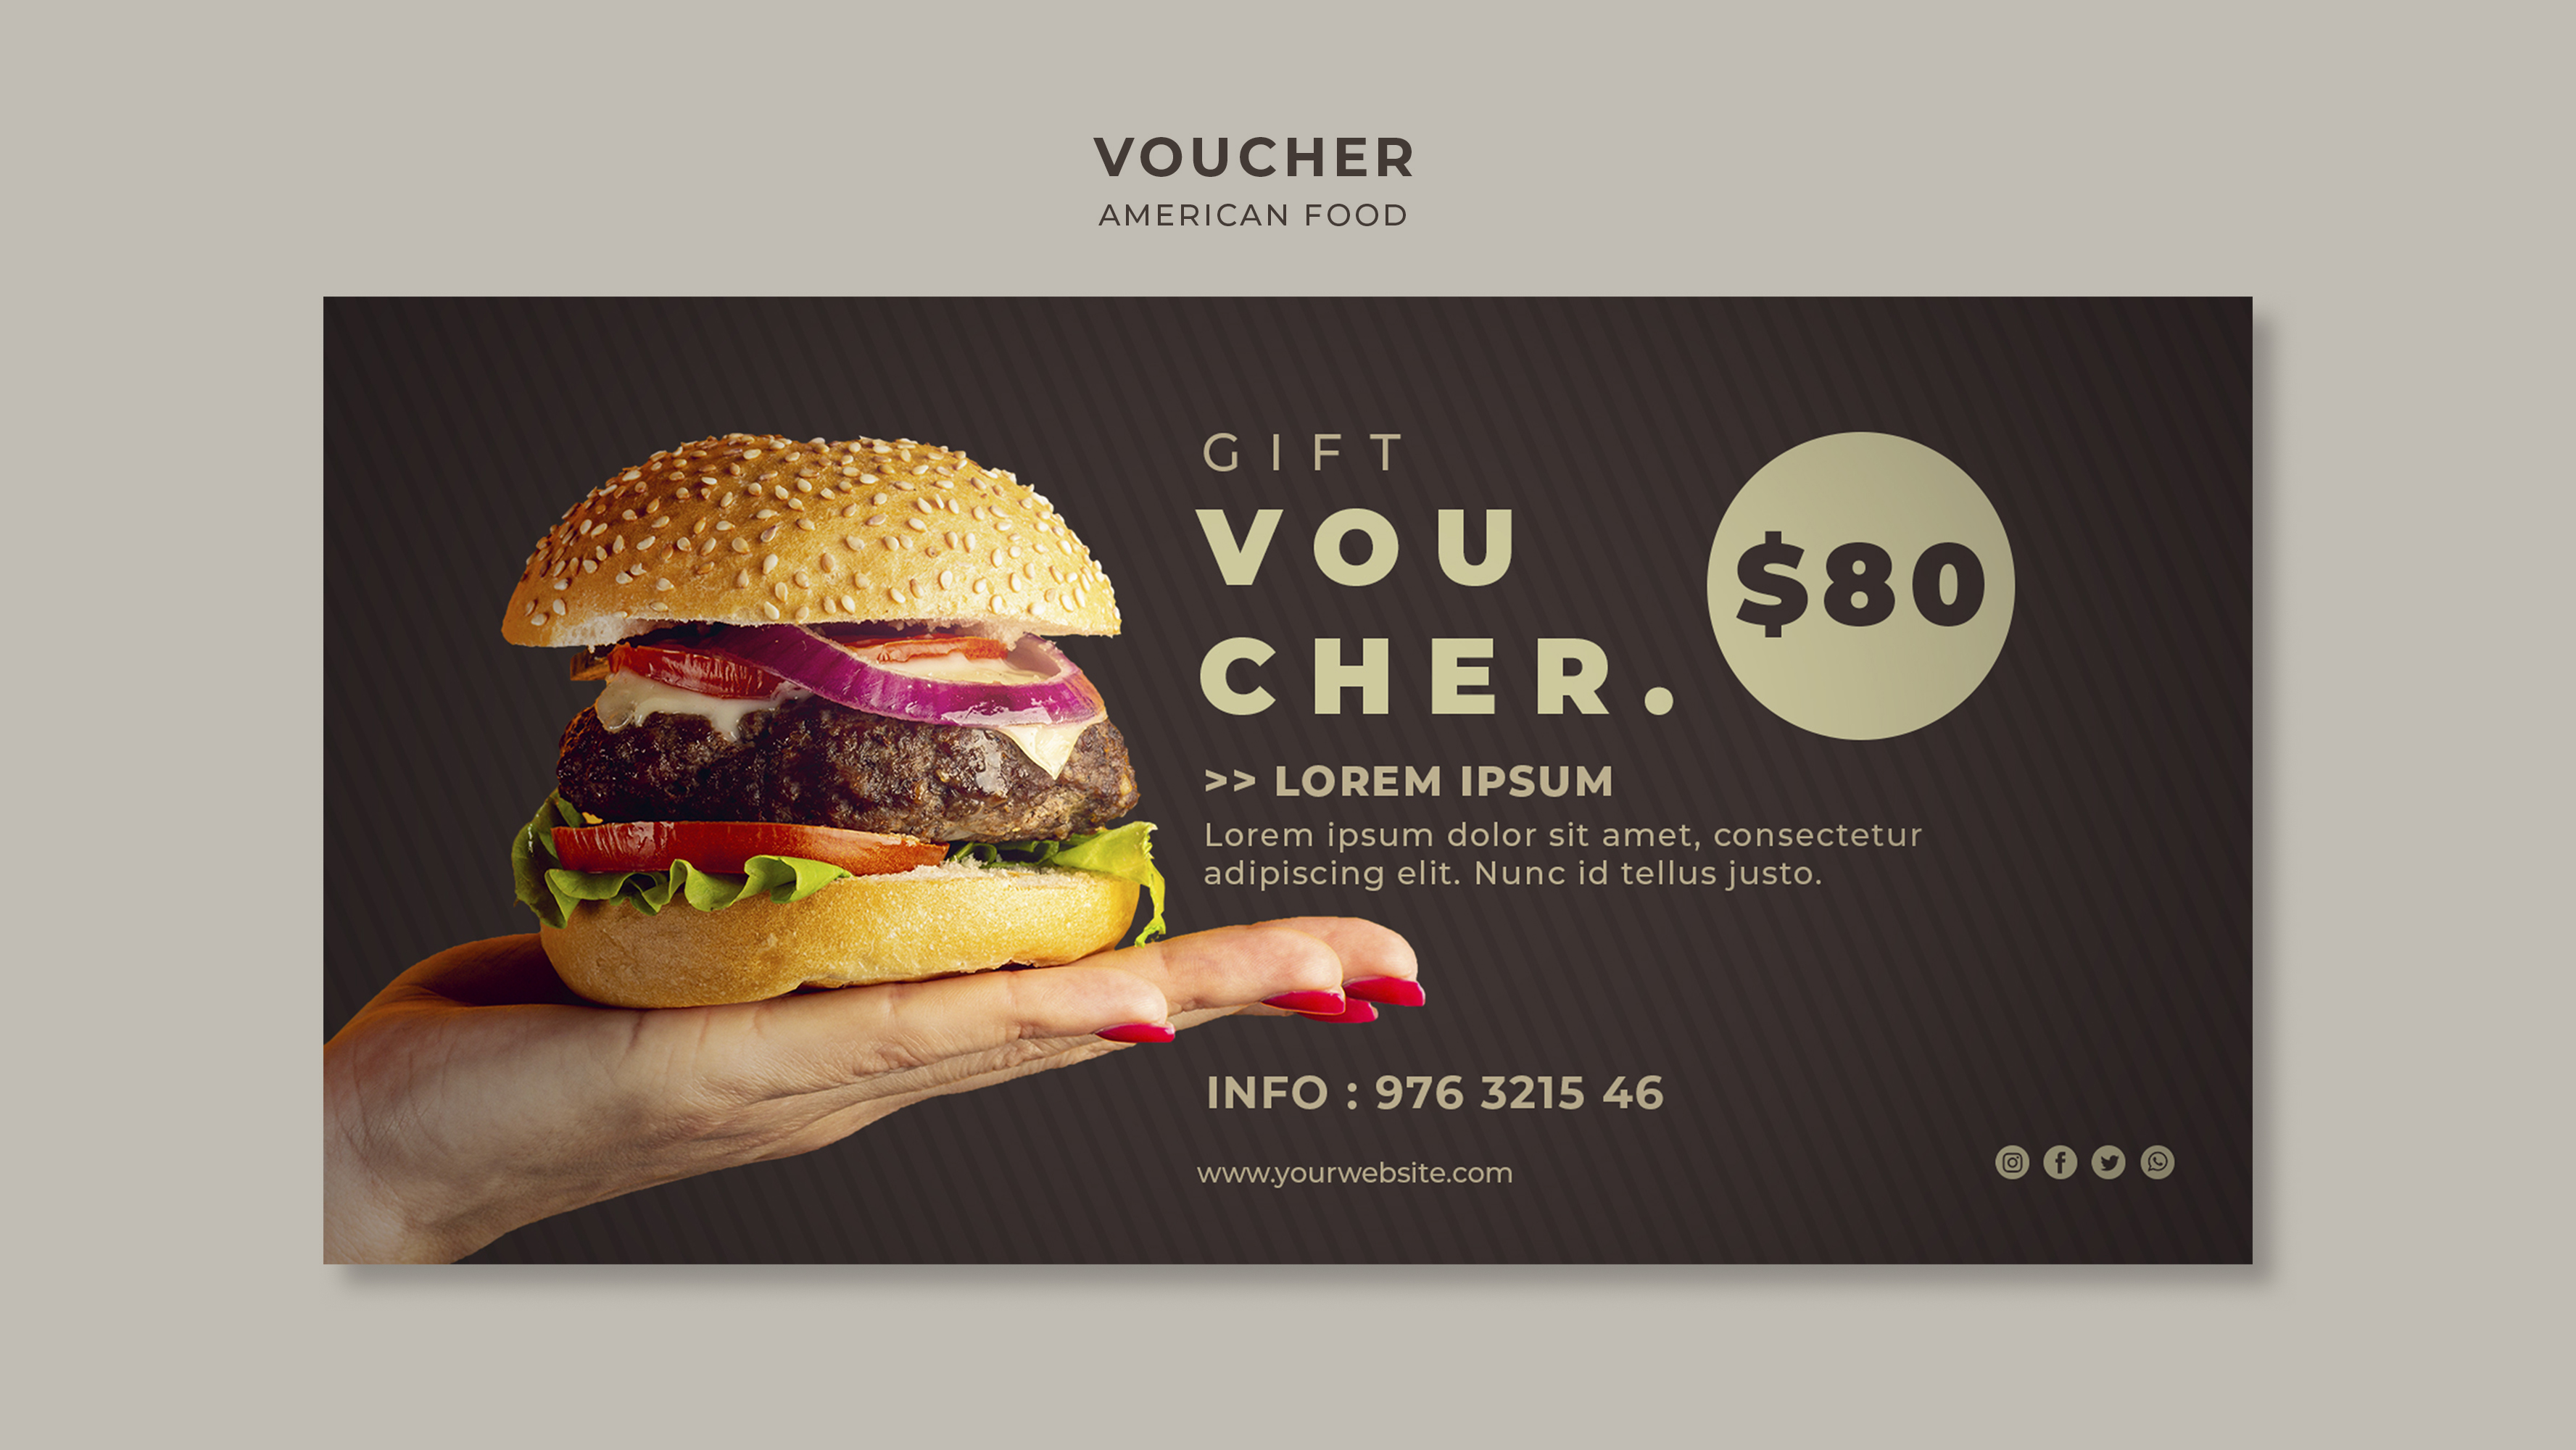 VOUCHER
AMERICAN FOOD
GIFT
VOU
CHER.
$80
>> LOREM IPSUM
Lorem ipsum dolor sit amet, consectetur
adipiscing elit. Nunc id tellus justo.
INFO : 976 3215 46
www.yourwebsite.com